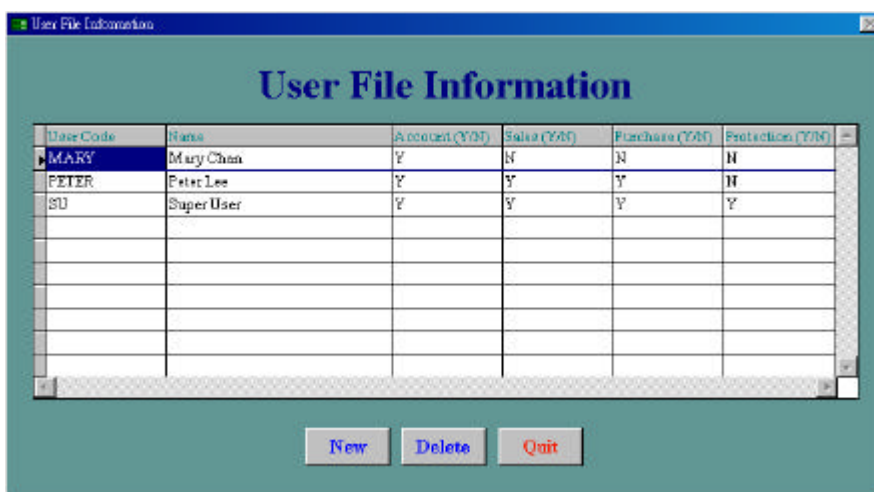 User File Information
User File Information
User Code Name Account (Y/N) Sales (Y/N) Purchase (Y/N) Protection (Y/N)
MARY Mary Chan Y N N N
PETER Peter Lee Y Y Y N
SU Super User Y Y Y Y
New Delete Quit